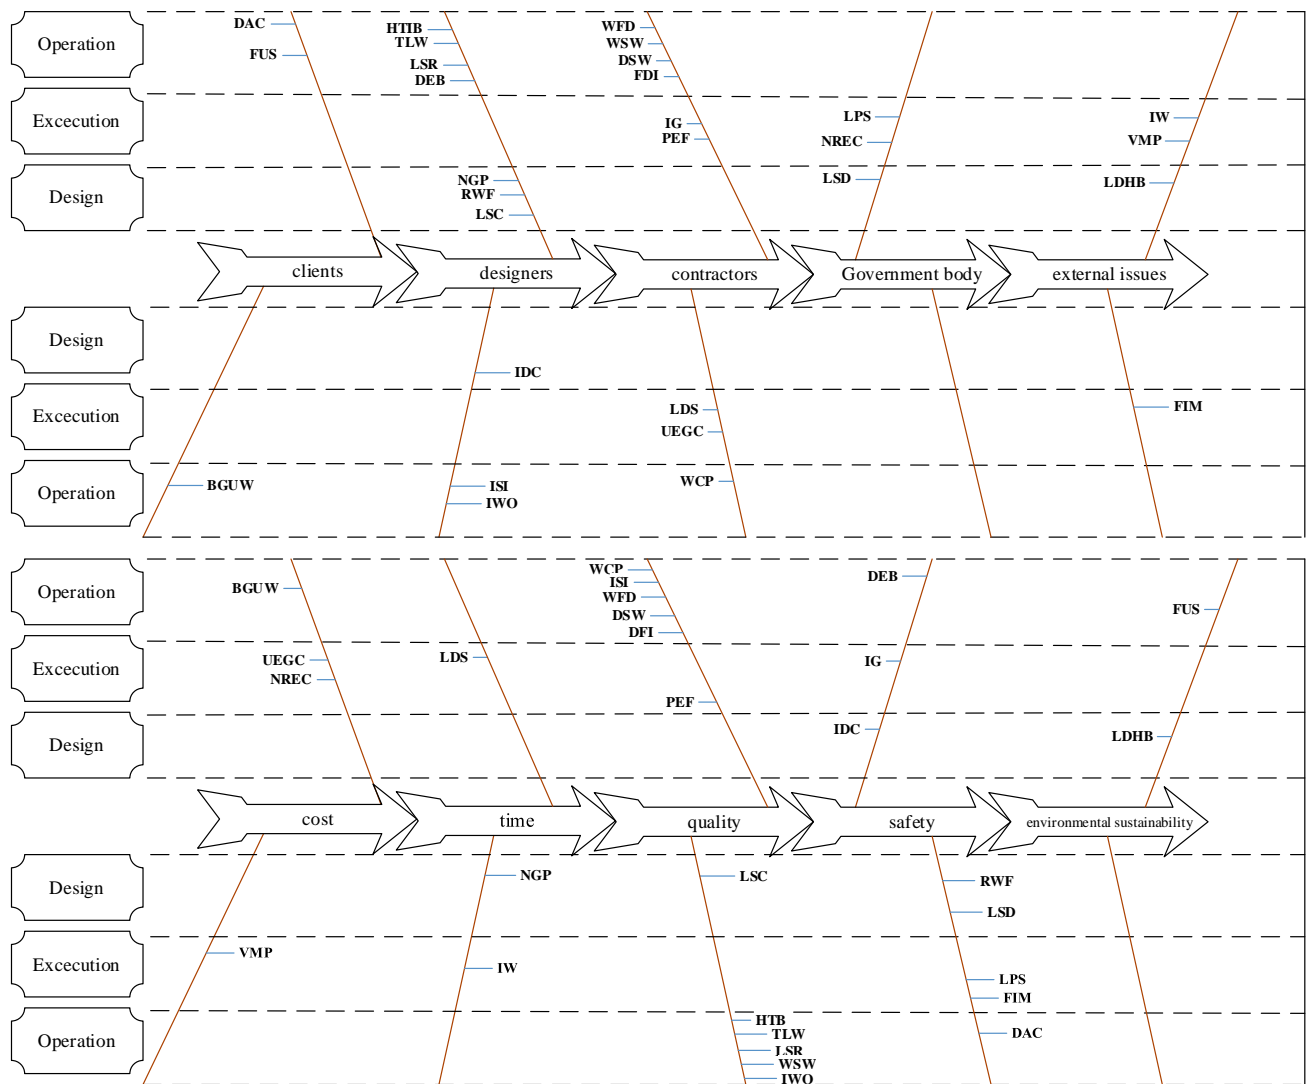 DAC
HTIB
WFD
Operation
TLW
WSW
FUS
LSR
DSW
DEB
FDI
Excecution
IG
LPS
IW
PEF
NREC
VMP
Design
NGP
LSD
LDHB
RWF
LSC
clients
designers
contractors
Government body
external issues
Design
IDC
Excecution
LDS
FIM
UEGC
Operation
BGUW
ISI
WCP
IWO
Operation
BGUW
WCP
DEB
ISI
WFD
FUS
DSW
DFI
Excecution
UEGC
LDS
IG
NREC
PEF
Design
IDC
LDHB
cost
time
quality
safety
environmental sustainability
Design
NGP
LSC
RWF
LSD
Excecution
VMP
IW
LPS
FIM
Operation
HTB
TLW
DAC
LSR
WSW
IWO